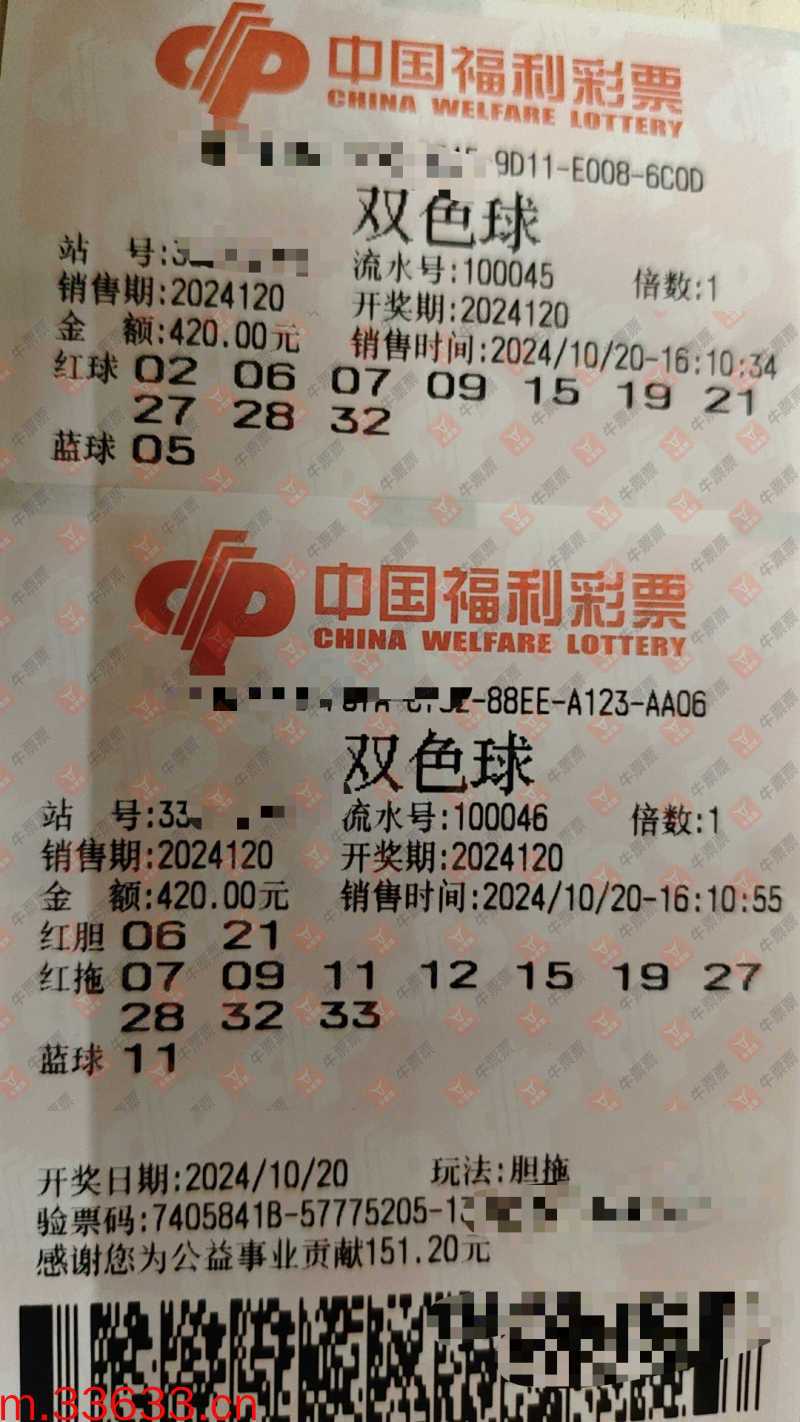 中国福利彩票
CHINA WELFARE LOTTERY
9D11-E008-6C0D
双色球
站 号:3
流水号:100045 倍数:1
销售期:2024120 开奖期:2024120
金 额:420.00元 销售时间:2024/10/20-16:10:34
红球 02 06 07 09 15 19 21
27 28 32
蓝球 05
中国福利彩票
CHINA WELFARE LOTTERY
-88EE-A123-AA06
双色球
站 号:33 流水号:100046 倍数:1
销售期:2024120 开奖期:2024120
金 额:420.00元 销售时间:2024/10/20-16:10:55
红胆 06 21
红拖 07 09 11 12 15 19 27
28 32 33
蓝球 11
开奖日期:2024/10/20 玩法:胆拖
验票码:7405841B-57775205-1
感谢您为公益事业贡献151.20元
m.33633.cn
牛票票